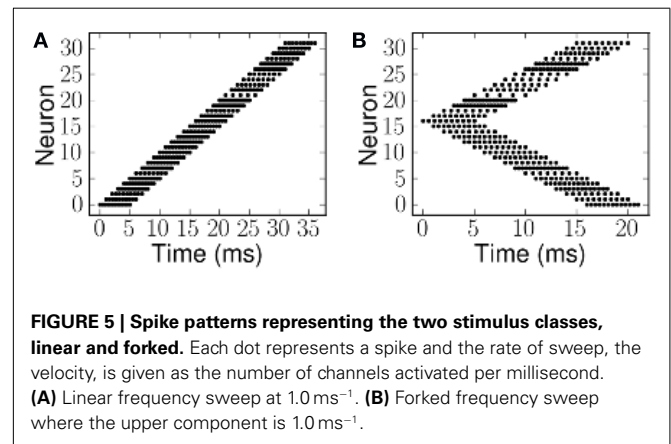 A
B
30
25
20
15
10
5
0
Neuron
0 5 10 15 20 25 30 35
Time (ms)
30
25
20
15
10
5
0
Neuron
0 5 10 15 20
Time (ms)
FIGURE 5 | Spike patterns representing the two stimulus classes,
linear and forked. Each dot represents a spike and the rate of sweep, the
velocity, is given as the number of channels activated per millisecond.
(A) Linear frequency sweep at 1.0 ms⁻¹. (B) Forked frequency sweep
where the upper component is 1.0 ms⁻¹.